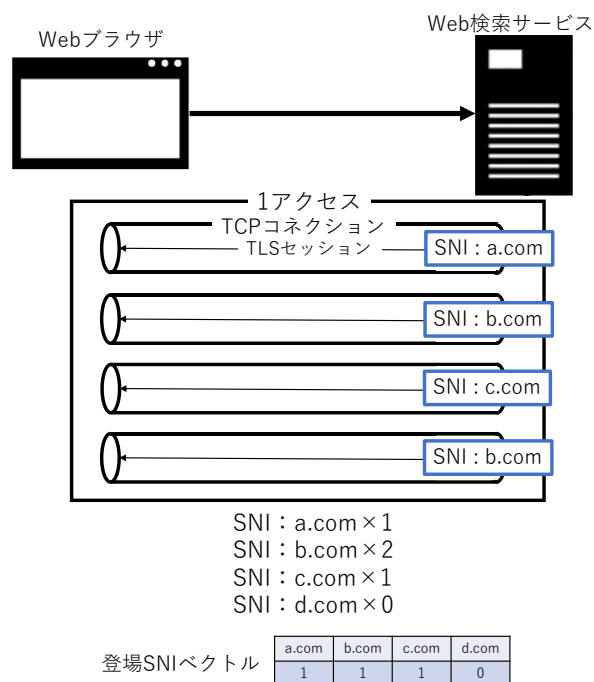 Webブラウザ
Web検索サービス
1アクセス
TCPコネクション
TLSセッション
SNI : a.com
SNI : b.com
SNI : c.com
SNI : b.com
SNI：a.com×1
SNI：b.com×2
SNI：c.com×1
SNI：d.com×0
登場SNIベクトル
a.com b.com c.com d.com
1 1 1 0